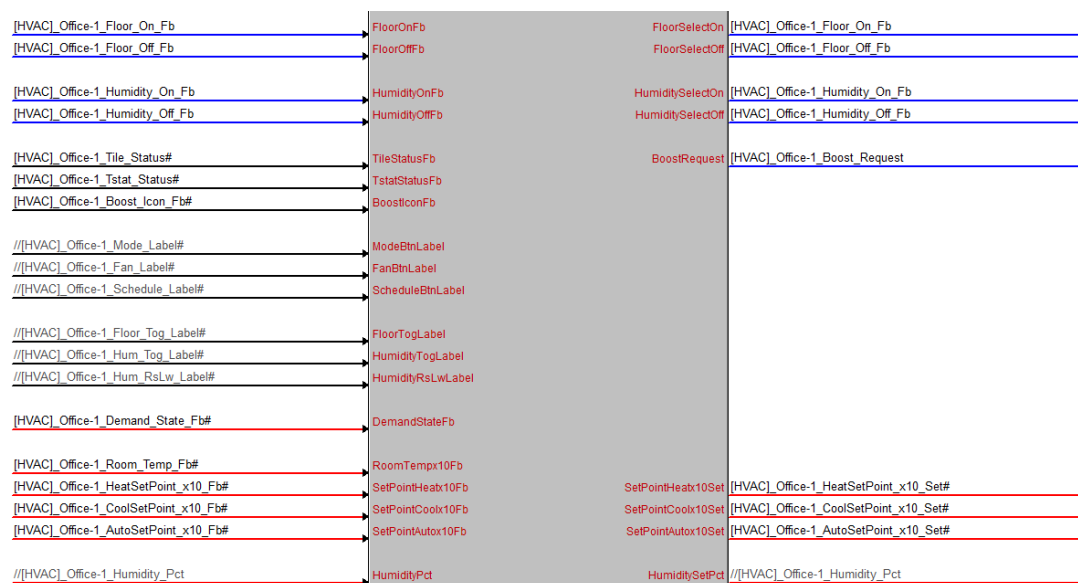 [HVAC]_Office-1_Floor_On_Fb FloorOnFb FloorSelectOn [HVAC]_Office-1_Floor_On_Fb
[HVAC]_Office-1_Floor_Off_Fb FloorOffFb FloorSelectOff [HVAC]_Office-1_Floor_Off_Fb
[HVAC]_Office-1_Humidity_On_Fb HumidityOnFb HumiditySelectOn [HVAC]_Office-1_Humidity_On_Fb
[HVAC]_Office-1_Humidity_Off_Fb HumidityOffFb HumiditySelectOff [HVAC]_Office-1_Humidity_Off_Fb
[HVAC]_Office-1_Tile_Status# TileStatusFb BoostRequest [HVAC]_Office-1_Boost_Request
[HVAC]_Office-1_Tstat_Status# TstatStatusFb
[HVAC]_Office-1_Boost_Icon_Fb# BoostIconFb
//[HVAC]_Office-1_Mode_Label# ModeBtnLabel
//[HVAC]_Office-1_Fan_Label# FanBtnLabel
//[HVAC]_Office-1_Schedule_Label# ScheduleBtnLabel
//[HVAC]_Office-1_Floor_Tog_Label# FloorTogLabel
//[HVAC]_Office-1_Hum_Tog_Label# HumidityTogLabel
//[HVAC]_Office-1_Hum_RsLw_Label# HumidityRsLwLabel
[HVAC]_Office-1_Demand_State_Fb# DemandStateFb
[HVAC]_Office-1_Room_Temp_Fb# RoomTempx10Fb
[HVAC]_Office-1_HeatSetPoint_x10_Fb# SetPointHeatx10Fb SetPointHeatx10Set [HVAC]_Office-1_HeatSetPoint_x10_Set#
[HVAC]_Office-1_CoolSetPoint_x10_Fb# SetPointCoolx10Fb SetPointCoolx10Set [HVAC]_Office-1_CoolSetPoint_x10_Set#
[HVAC]_Office-1_AutoSetPoint_x10_Fb# SetPointAutox10Fb SetPointAutox10Set [HVAC]_Office-1_AutoSetPoint_x10_Set#
//[HVAC]_Office-1_Humidity_Pct HumidityPct HumiditySetPct //[HVAC]_Office-1_Humidity_Pct